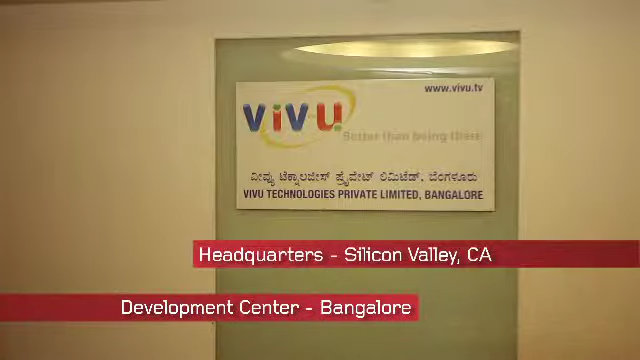 www.vivu.tv
ViVU
Better than being there
ವೀವ್ಯು ಟೆಕ್ನಾಲಜೀಸ್ ಪ್ರೈವೇಟ್ ಲಿಮಿಟೆಡ್, ಬೆಂಗಳೂರು
VIVU TECHNOLOGIES PRIVATE LIMITED, BANGALORE
Headquarters - Silicon Valley, CA
Development Center - Bangalore